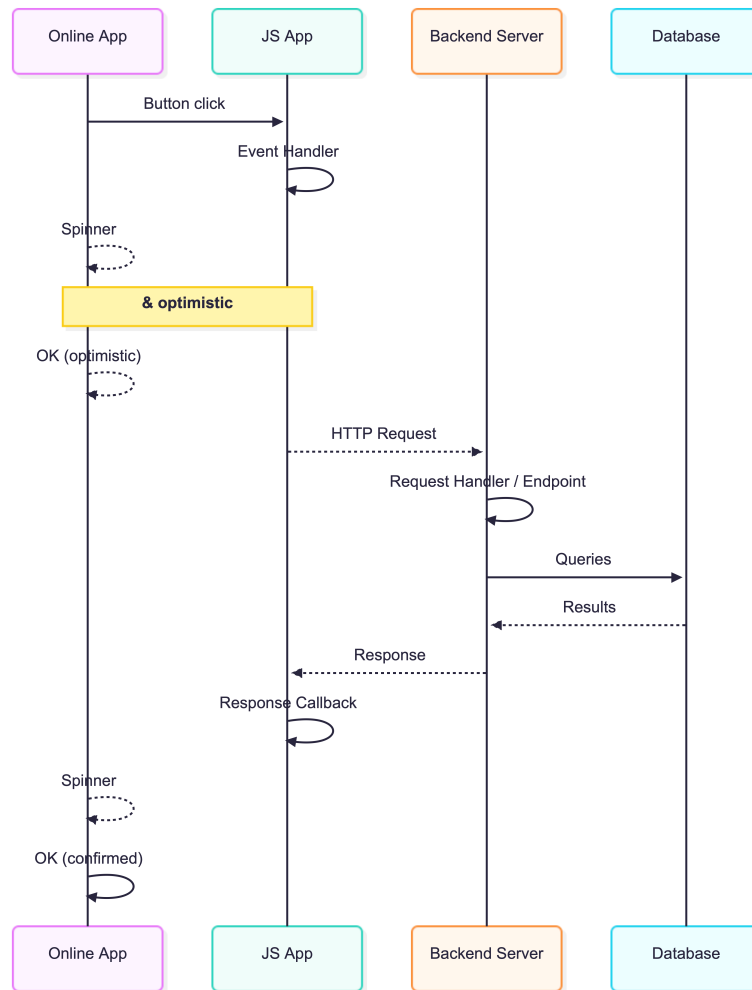 Online App
JS App
Backend Server
Database
Button click
Event Handler
Spinner
& optimistic
OK (optimistic)
HTTP Request
Request Handler / Endpoint
Queries
Results
Response
Response Callback
Spinner
OK (confirmed)
Online App
JS App
Backend Server
Database